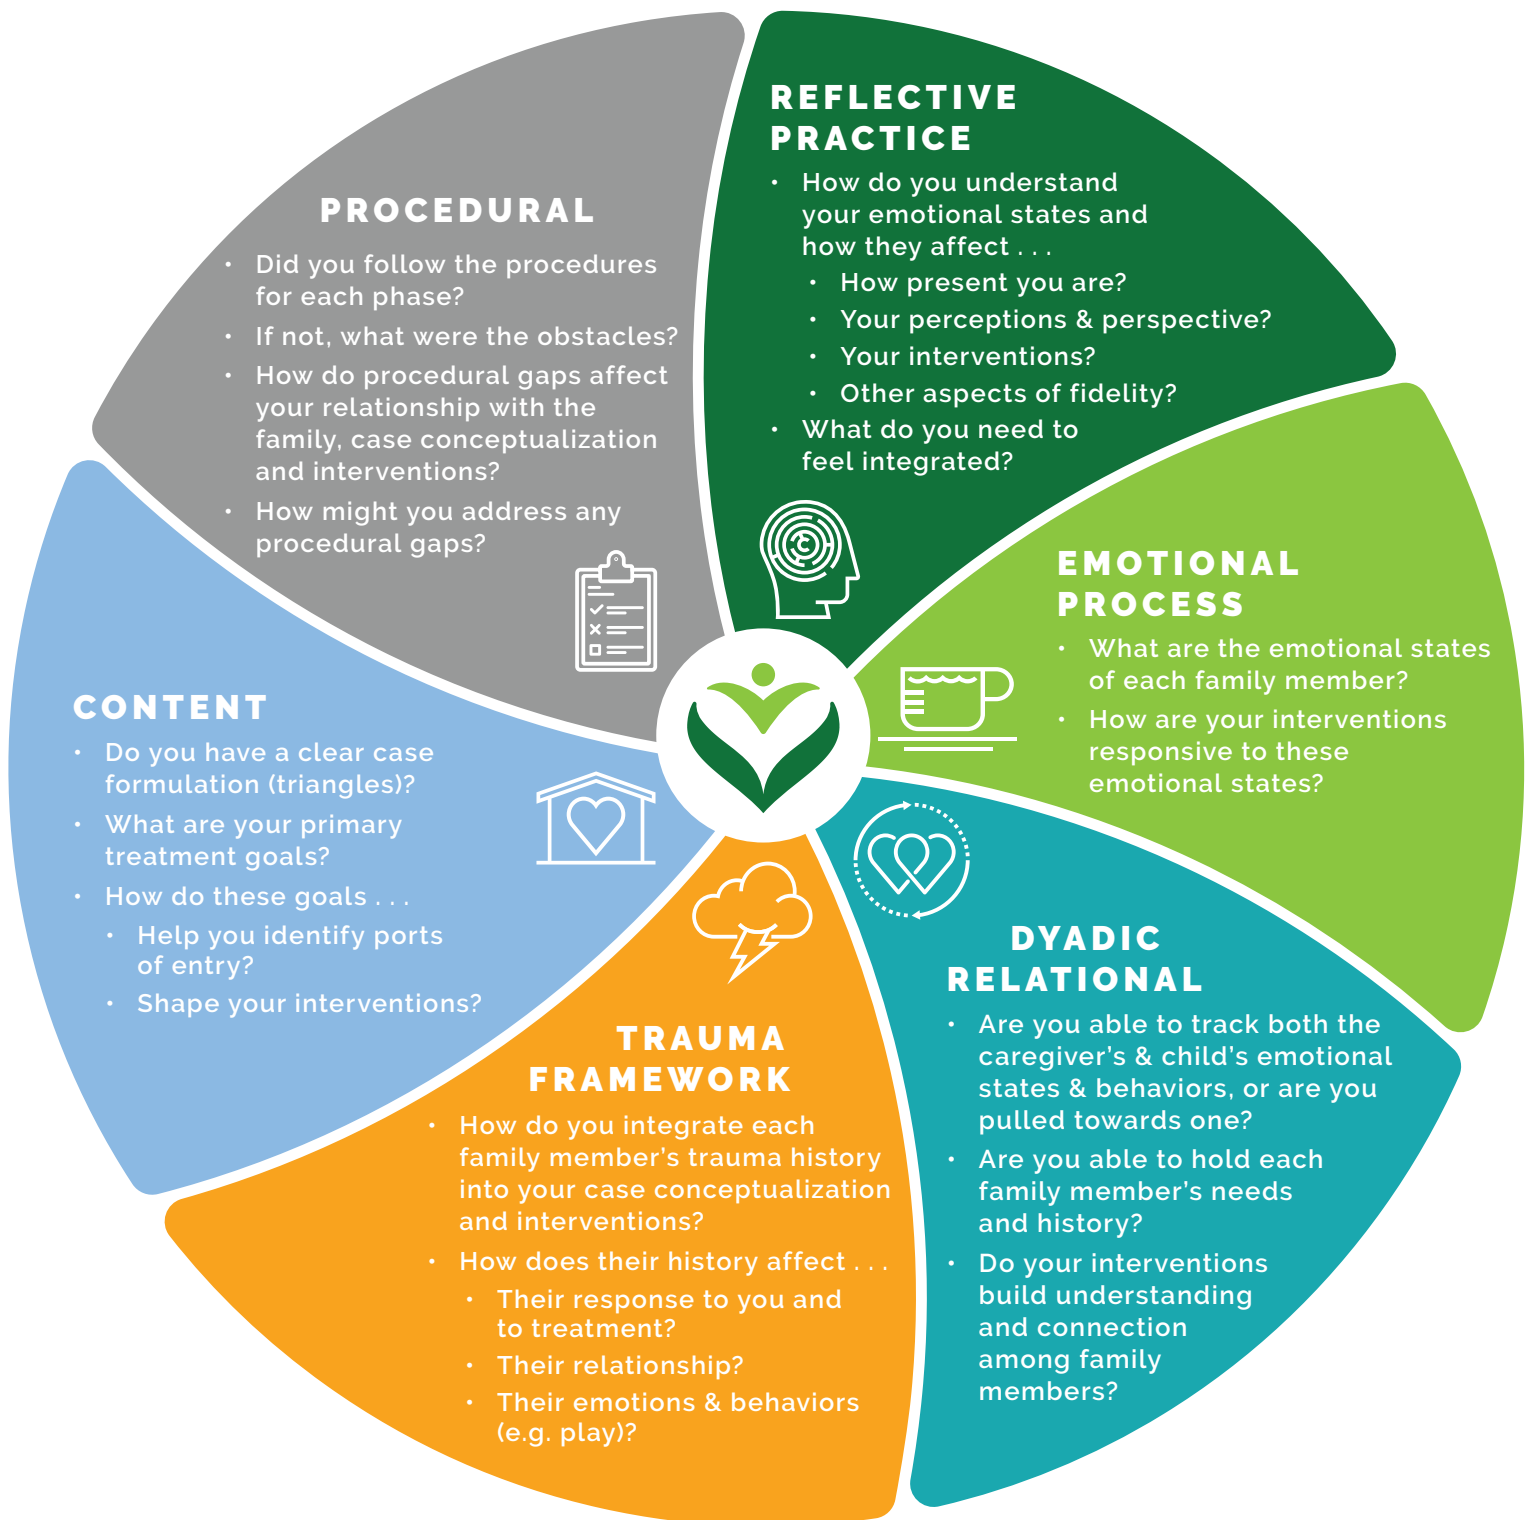 REFLECTIVE
PRACTICE
• How do you understand
your emotional states and
how they affect . . .
• How present you are?
• Your perceptions & perspective?
• Your interventions?
• Other aspects of fidelity?
• What do you need to
feel integrated?
EMOTIONAL
PROCESS
• What are the emotional states
of each family member?
• How are your interventions
responsive to these
emotional states?
DYADIC
RELATIONAL
• Are you able to track both the
caregiver’s & child’s emotional
states & behaviors, or are you
pulled towards one?
• Are you able to hold each
family member’s needs
and history?
• Do your interventions
build understanding
and connection
among family
members?
TRAUMA
FRAMEWORK
• How do you integrate each
family member’s trauma history
into your case conceptualization
and interventions?
• How does their history affect . . .
• Their response to you and
to treatment?
• Their relationship?
• Their emotions & behaviors
(e.g. play)?
CONTENT
• Do you have a clear case
formulation (triangles)?
• What are your primary
treatment goals?
• How do these goals . . .
• Help you identify ports
of entry?
• Shape your interventions?
PROCEDURAL
• Did you follow the procedures
for each phase?
• If not, what were the obstacles?
• How do procedural gaps affect
your relationship with the
family, case conceptualization
and interventions?
• How might you address any
procedural gaps?